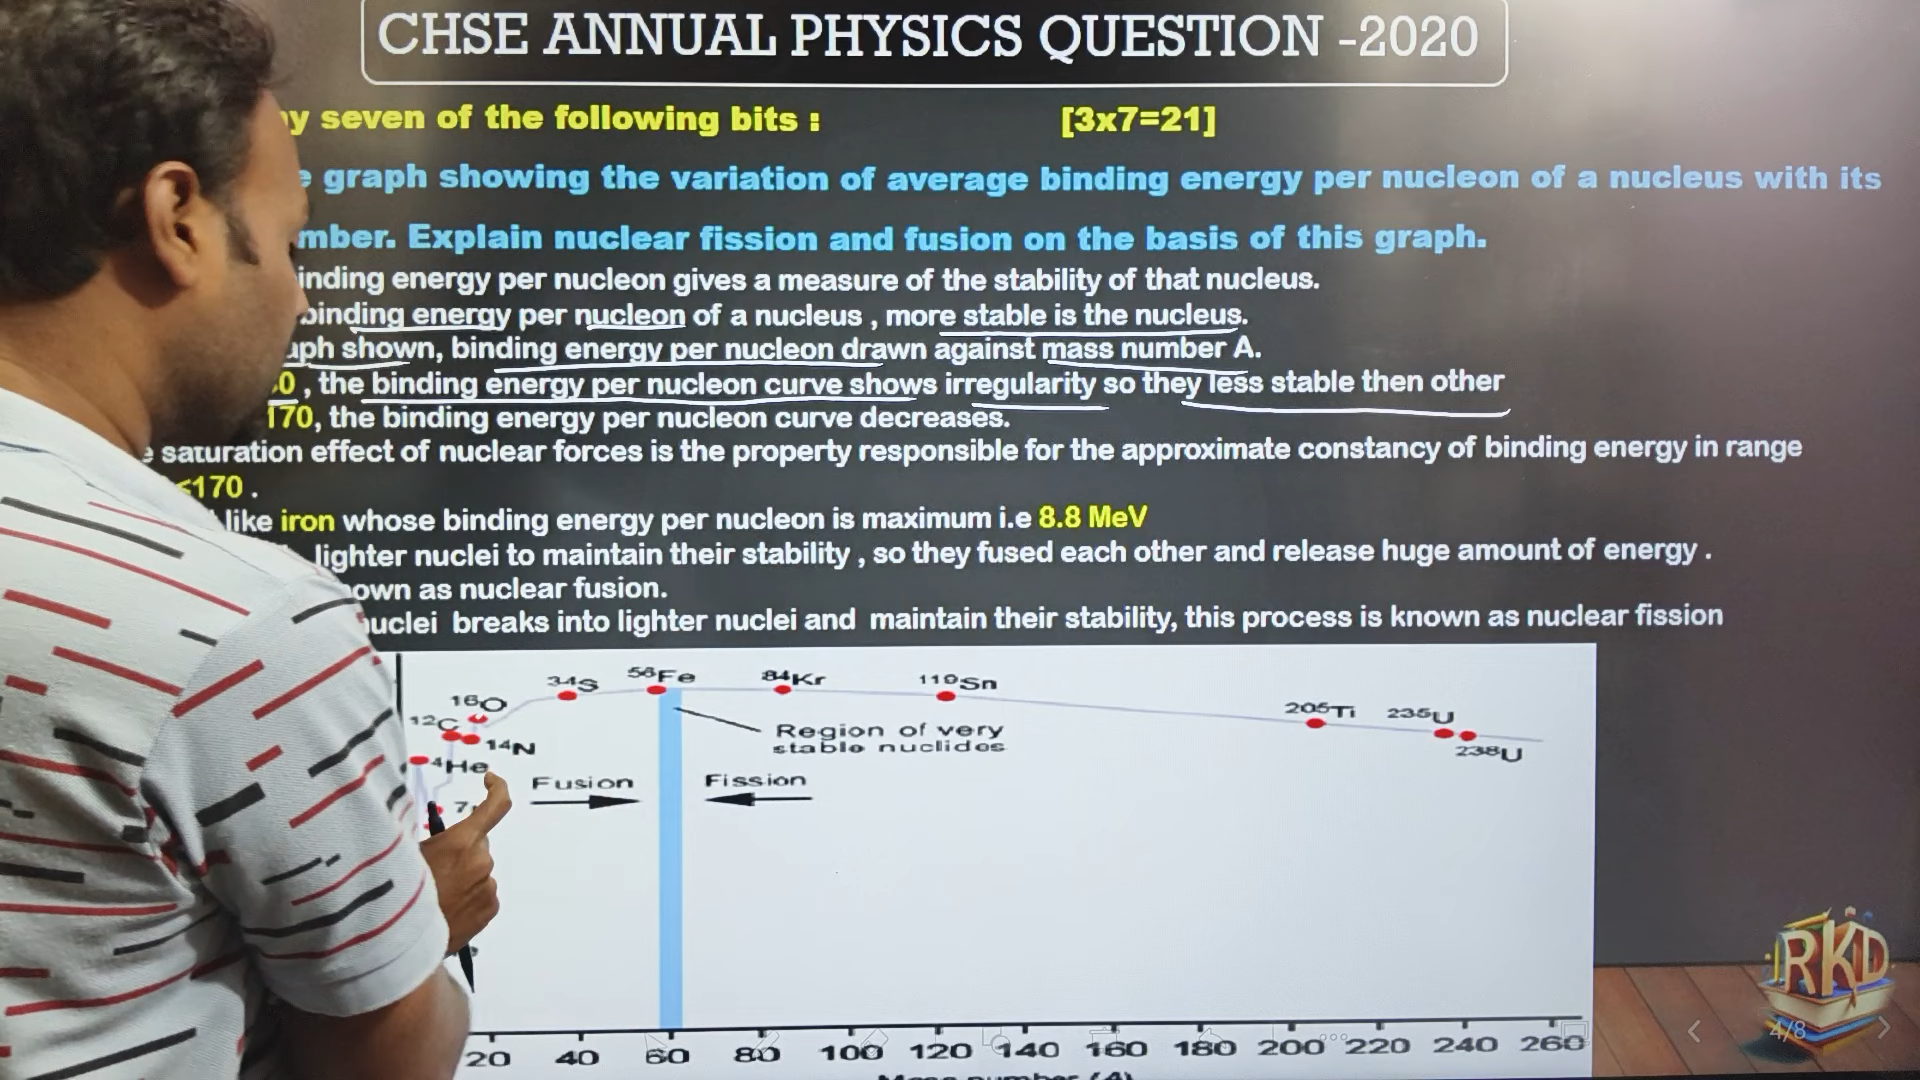 CHSE ANNUAL PHYSICS QUESTION -2020
seven of the following bits : [3x7=21]
graph showing the variation of average binding energy per nucleon of a nucleus with its
Explain nuclear fission and fusion on the basis of this graph.
energy per nucleon gives a measure of the stability of that nucleus.
binding energy per nucleon of a nucleus , more stable is the nucleus.
shown, binding energy per nucleon drawn against mass number A.
, the binding energy per nucleon curve shows irregularity so they less stable then other
170, the binding energy per nucleon curve decreases.
saturation effect of nuclear forces is the property responsible for the approximate constancy of binding energy in range
≤170 .
like iron whose binding energy per nucleon is maximum i.e 8.8 MeV
lighter nuclei to maintain their stability , so they fused each other and release huge amount of energy .
as nuclear fusion.
breaks into lighter nuclei and maintain their stability, this process is known as nuclear fission
34S 56Fe 84Kr 119Sn
16O
12C
14N
4He
205Ti 235U
238U
Region of very
stable nuclides
Fusion Fission
20 40 60 80 100 120 140 160 180 200 220 240 260
RKD
4/8